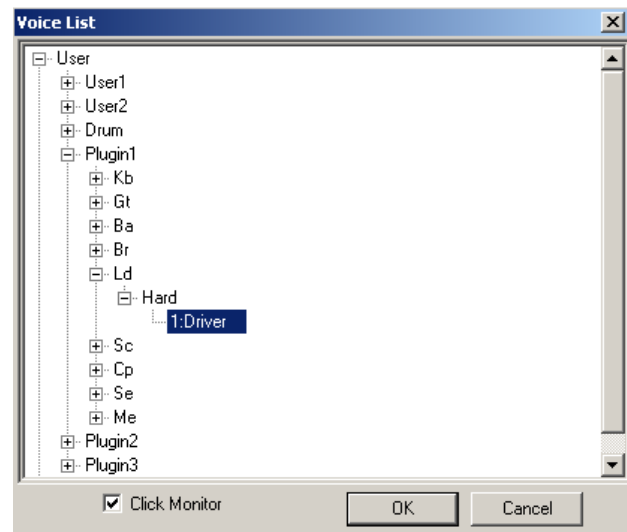 Voice List
User
User1
User2
Drum
Plugin1
Kb
Gt
Ba
Br
Ld
Hard
1:Driver
Sc
Cp
Se
Me
Plugin2
Plugin3
Click Monitor OK Cancel